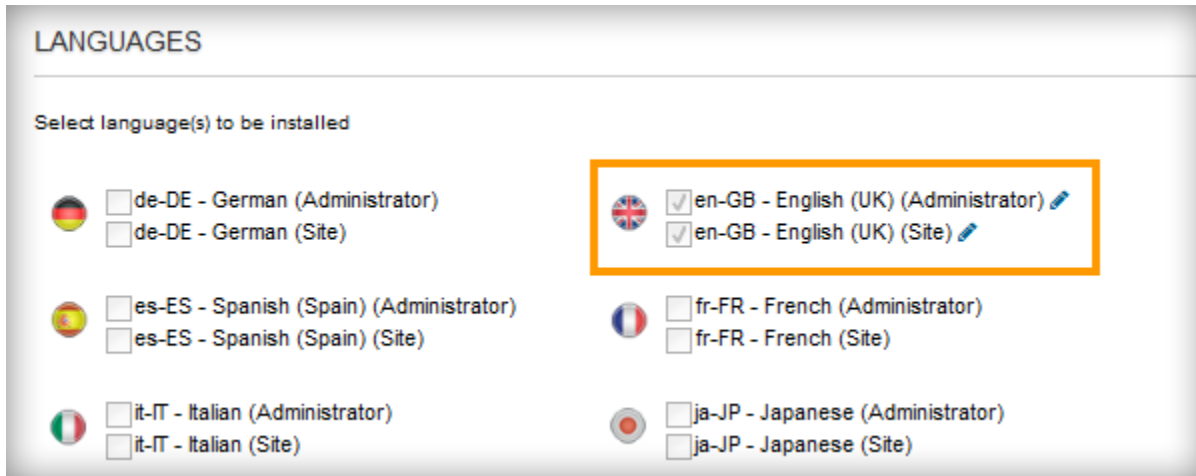 LANGUAGES
Select language(s) to be installed
de-DE - German (Administrator)
de-DE - German (Site)
en-GB - English (UK) (Administrator)
en-GB - English (UK) (Site)
es-ES - Spanish (Spain) (Administrator)
es-ES - Spanish (Spain) (Site)
fr-FR - French (Administrator)
fr-FR - French (Site)
it-IT - Italian (Administrator)
it-IT - Italian (Site)
ja-JP - Japanese (Administrator)
ja-JP - Japanese (Site)